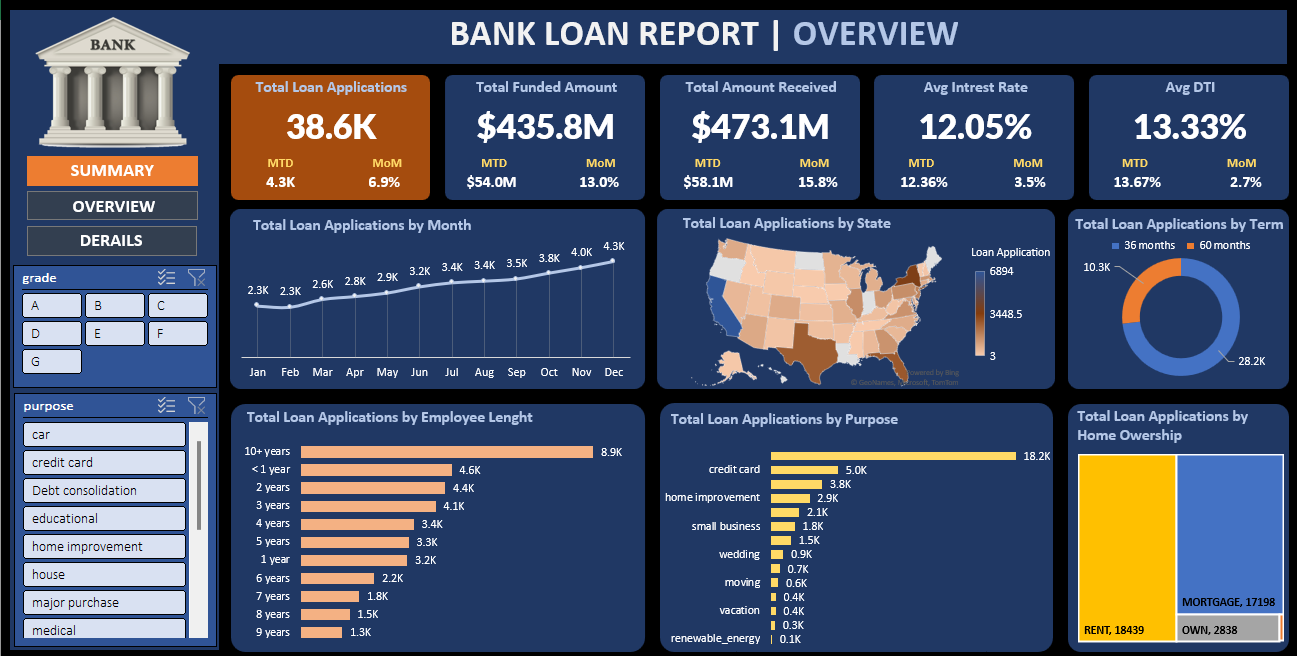 BANK
BANK LOAN REPORT | OVERVIEW
SUMMARY
OVERVIEW
DERAILS
grade
A
B
C
D
E
F
G
purpose
car
credit card
Debt consolidation
educational
home improvement
house
major purchase
medical
Total Loan Applications
38.6K
MTD MoM
4.3K 6.9%
Total Funded Amount
$435.8M
MTD MoM
$54.0M 13.0%
Total Amount Received
$473.1M
MTD MoM
$58.1M 15.8%
Avg Intrest Rate
12.05%
MTD MoM
12.36% 3.5%
Avg DTI
13.33%
MTD MoM
13.67% 2.7%
Total Loan Applications by Month
2.3K 2.3K 2.6K 2.8K 2.9K 3.2K 3.4K 3.4K 3.5K 3.8K 4.0K 4.3K
Jan Feb Mar Apr May Jun Jul Aug Sep Oct Nov Dec
Total Loan Applications by State
Loan Application
6894
3448.5
3
Powered by Bing
© GeoNames, Microsoft, TomTom
Total Loan Applications by Term
36 months 60 months
10.3K
28.2K
Total Loan Applications by Employee Lenght
10+ years 8.9K
< 1 year 4.6K
2 years 4.4K
3 years 4.1K
4 years 3.4K
5 years 3.3K
1 year 3.2K
6 years 2.2K
7 years 1.8K
8 years 1.5K
9 years 1.3K
Total Loan Applications by Purpose
18.2K
credit card 5.0K
3.8K
home improvement 2.9K
2.1K
small business 1.8K
1.5K
wedding 0.9K
0.7K
moving 0.6K
0.4K
vacation 0.4K
0.3K
renewable_energy 0.1K
Total Loan Applications by
Home Owership
MORTGAGE, 17198
RENT, 18439
OWN, 2838